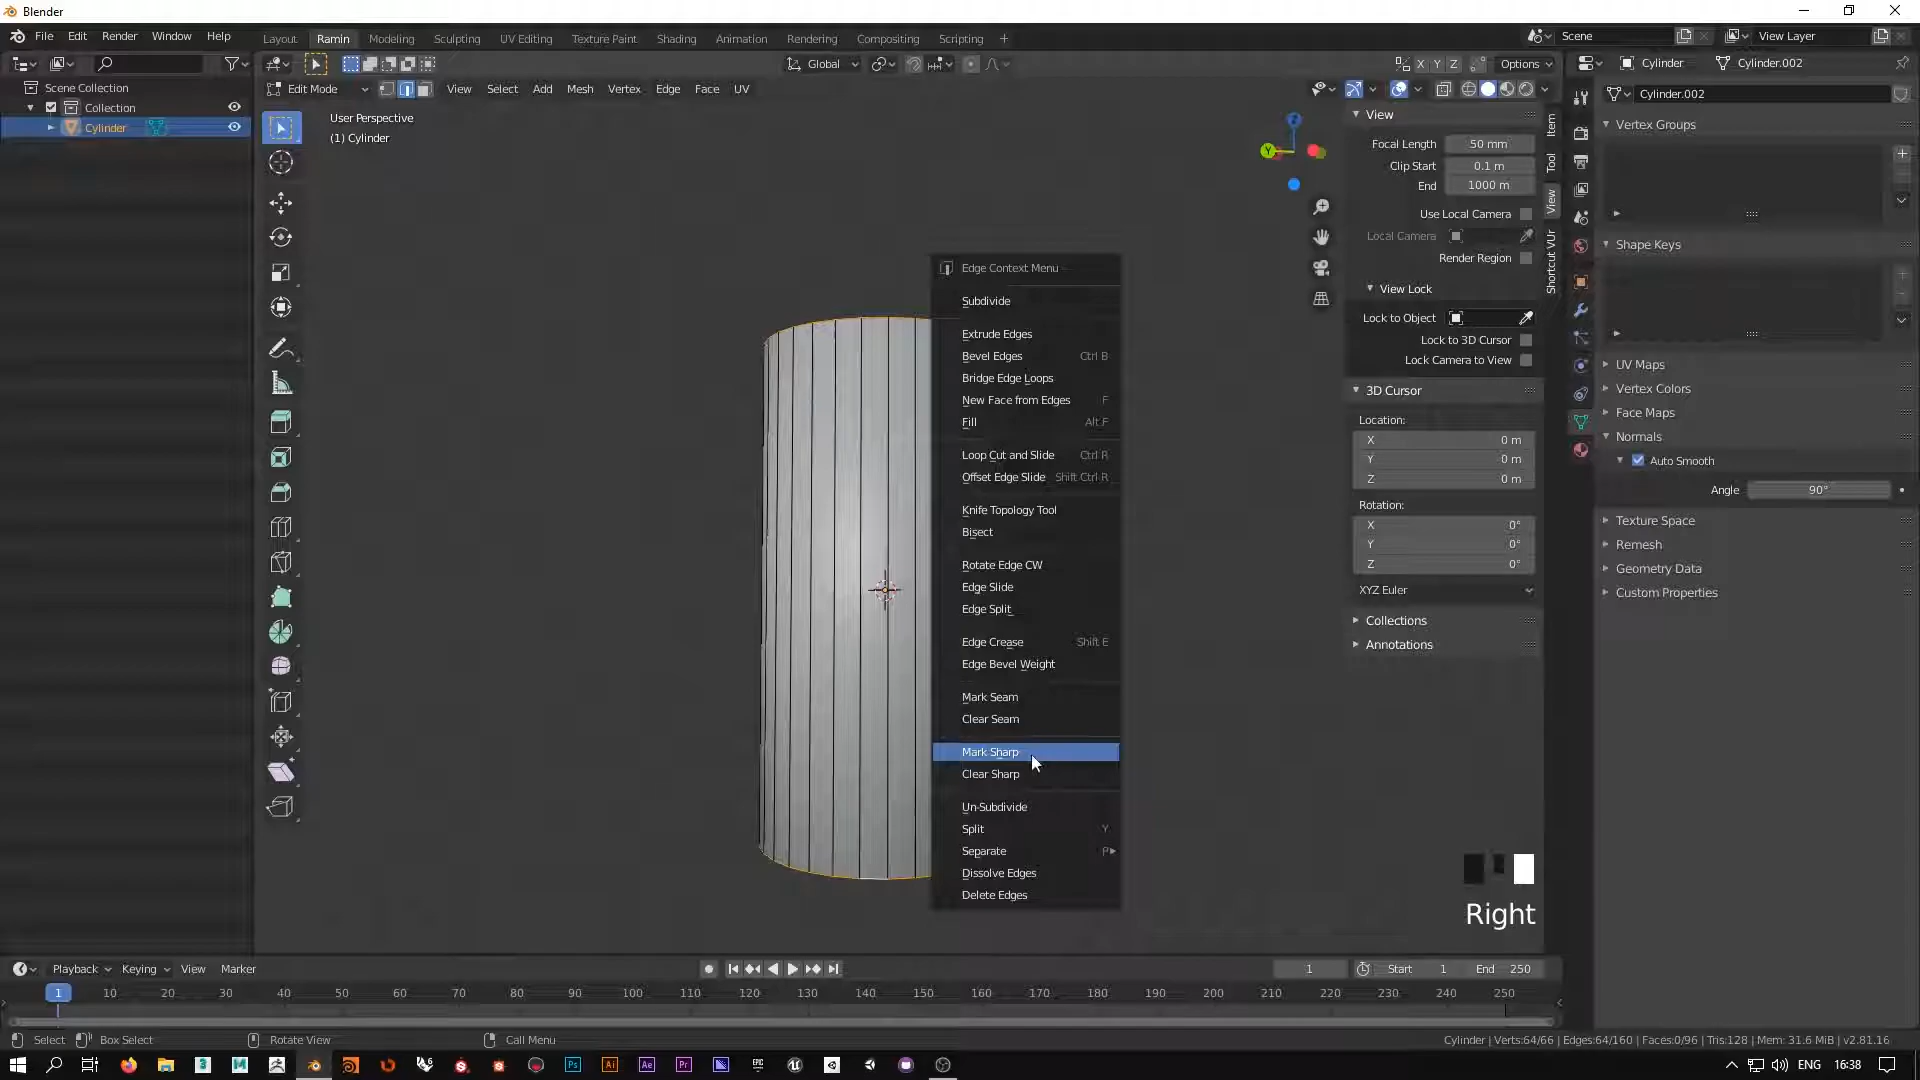 Blender
File Edit Render Window Help
Layout Ramin Modeling Sculpting UV Editing Texture Paint Shading Animation Rendering Compositing Scripting +
Scene
View Layer
Global
X Y Z
Options
Edit Mode
View Select Add Mesh Vertex Edge Face UV
Scene Collection
Collection
Cylinder
User Perspective
(1) Cylinder
Y
Z
Edge Context Menu
Subdivide
Extrude Edges
Bevel Edges Ctrl B
Bridge Edge Loops
New Face from Edges F
Fill Alt F
Loop Cut and Slide Ctrl R
Offset Edge Slide Shift Ctrl R
Knife Topology Tool
Bisect
Rotate Edge CW
Edge Slide
Edge Split
Edge Crease Shift E
Edge Bevel Weight
Mark Seam
Clear Seam
Mark Sharp
Clear Sharp
Un-Subdivide
Split Y
Separate P
Dissolve Edges
Delete Edges
Right
View
Focal Length 50 mm
Clip Start 0.1 m
End 1000 m
Use Local Camera
Local Camera
Render Region
View Lock
Lock to Object
Lock to 3D Cursor
Lock Camera to View
3D Cursor
Location:
X 0 m
Y 0 m
Z 0 m
Rotation:
X 0°
Y 0°
Z 0°
XYZ Euler
Collections
Annotations
Item
Tool
View
Shortcut VUr
Cylinder Cylinder.002
Cylinder.002
Vertex Groups
Shape Keys
UV Maps
Vertex Colors
Face Maps
Normals
Auto Smooth
Angle 90°
Texture Space
Remesh
Geometry Data
Custom Properties
Playback Keying View Marker
1
Start 1
End 250
1 10 20 30 40 50 60 70 80 90 100 110 120 130 140 150 160 170 180 190 200 210 220 230 240 250
Select Box Select Rotate View Call Menu
Cylinder | Verts:64/66 | Edges:64/160 | Faces:0/96 | Tris:128 | Mem: 31.6 MiB | v2.81.16
Ps Ai Ae Pr
ENG 16:38